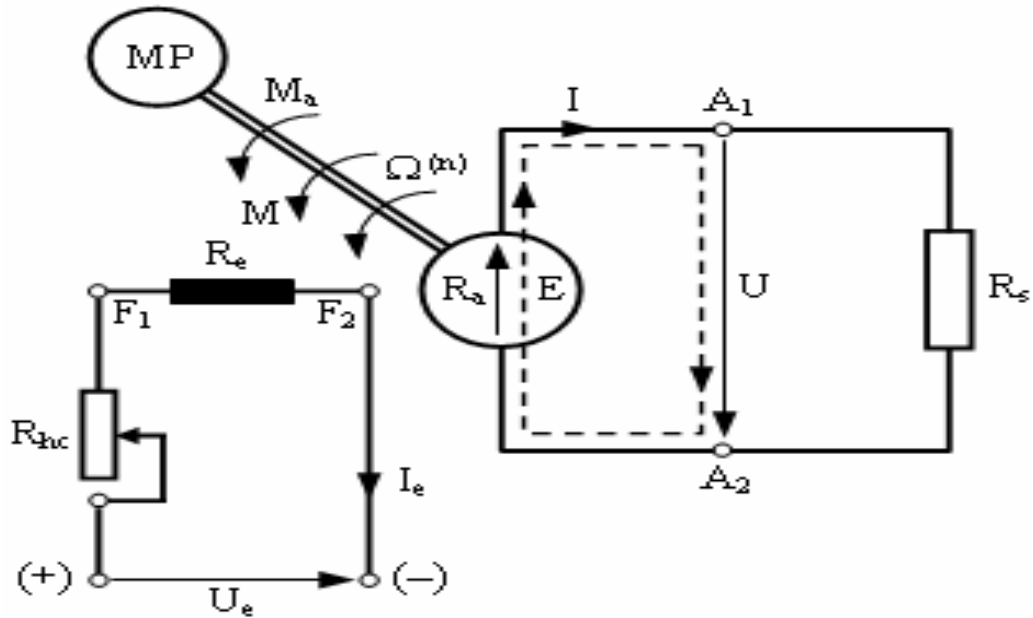 MP
Ma
I
A1
Ω(n)
M
Re
Ra
E
U
Rs
F1
F2
Rhc
Ie
A2
(+)
Ue
(−)